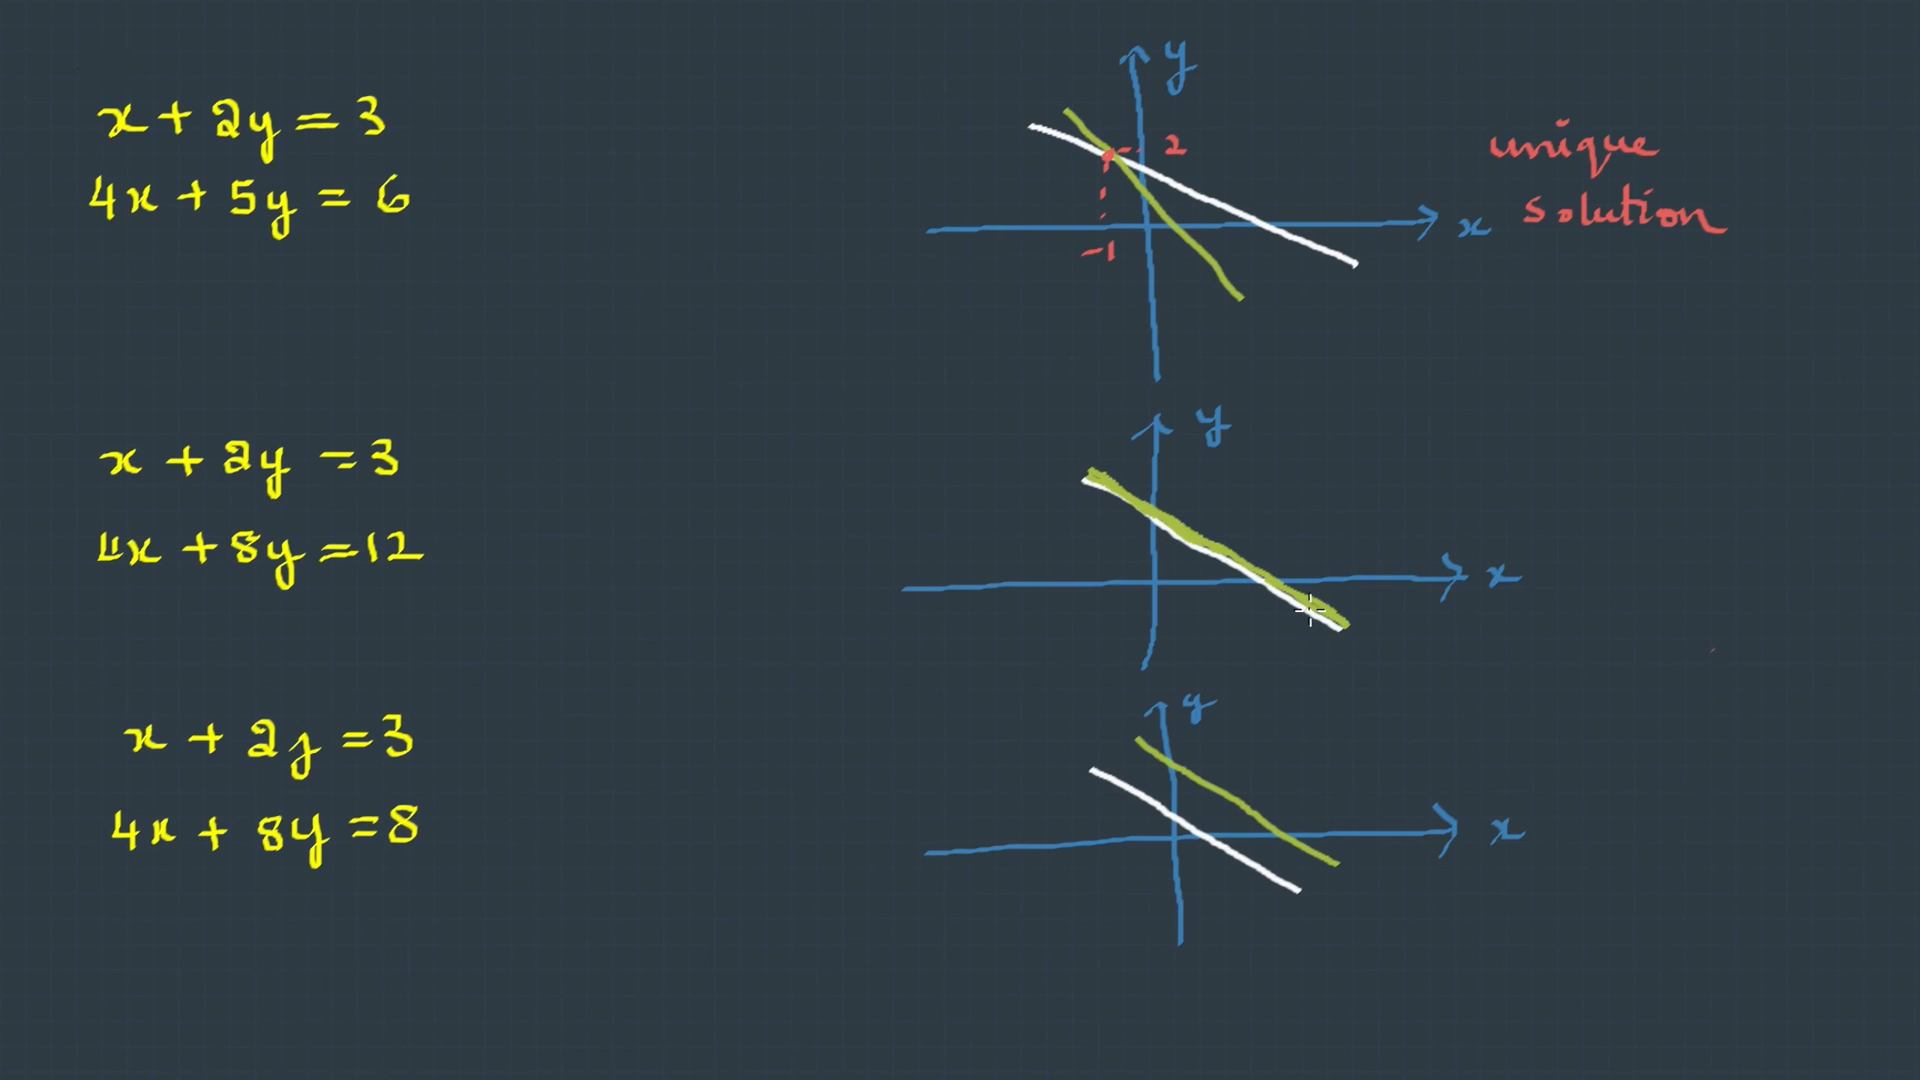 x + 2y = 3
4x + 5y = 6
y
2
-1
x
unique
solution
x + 2y = 3
4x + 8y = 12
y
x
x + 2y = 3
4x + 8y = 8
y
x